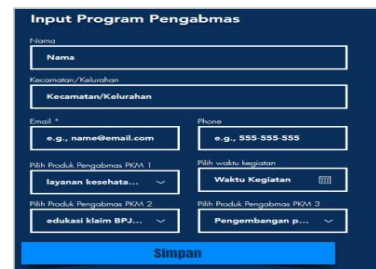 Input Program Pengabmas
Nama
Nama
Kecamatan/Kelurahan
Kecamatan/Kelurahan
Email * Phone
e.g., name@email.com e.g., 555-555-555
Pilih Produk Pengabmas PKM 1 Pilih waktu kegiatan
layanan kesehata... Waktu Kegiatan
Pilih Produk Pengabmas PKM 2 Pilih Produk Pengabmas PKM 3
edukasi klaim BPJ... Pengembangan p...
Simpan